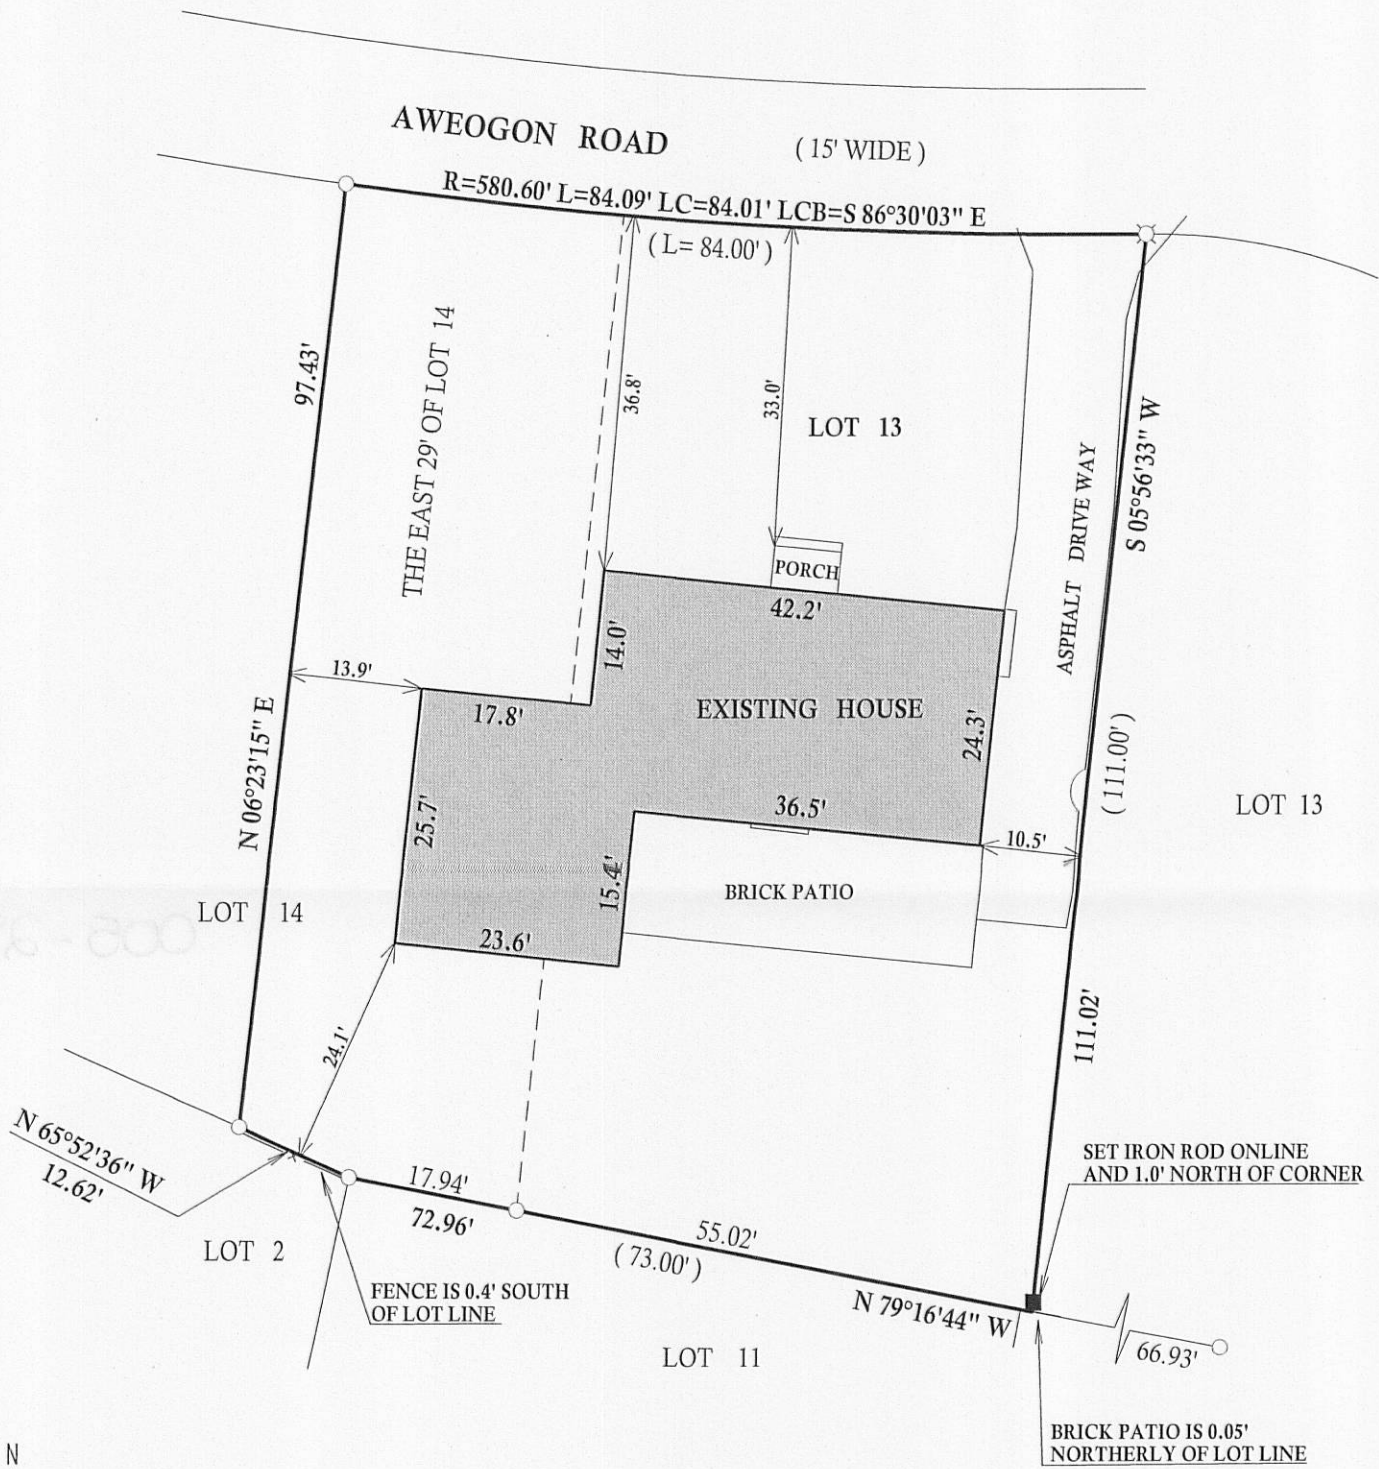 AWEOGON ROAD
( 15' WIDE )
R=580.60' L=84.09' LC=84.01' LCB=S 86°30'03" E
( L= 84.00' )
97.43'
THE EAST 29' OF LOT 14
36.8'
33.0'
LOT 13
S 05°56'33" W
ASPHALT DRIVE WAY
PORCH
42.2'
14.0'
13.9'
17.8'
EXISTING HOUSE
24.3'
N 06°23'15" E
(111.00')
LOT 13
25.7'
36.5'
10.5'
15.4'
BRICK PATIO
LOT 14
23.6'
24.1'
111.02'
N 65°52'36" W
12.62'
SET IRON ROD ONLINE
AND 1.0' NORTH OF CORNER
17.94'
72.96'
55.02'
( 73.00' )
LOT 2
FENCE IS 0.4' SOUTH
OF LOT LINE
N 79°16'44" W
66.93'
LOT 11
BRICK PATIO IS 0.05'
NORTHERLY OF LOT LINE
N